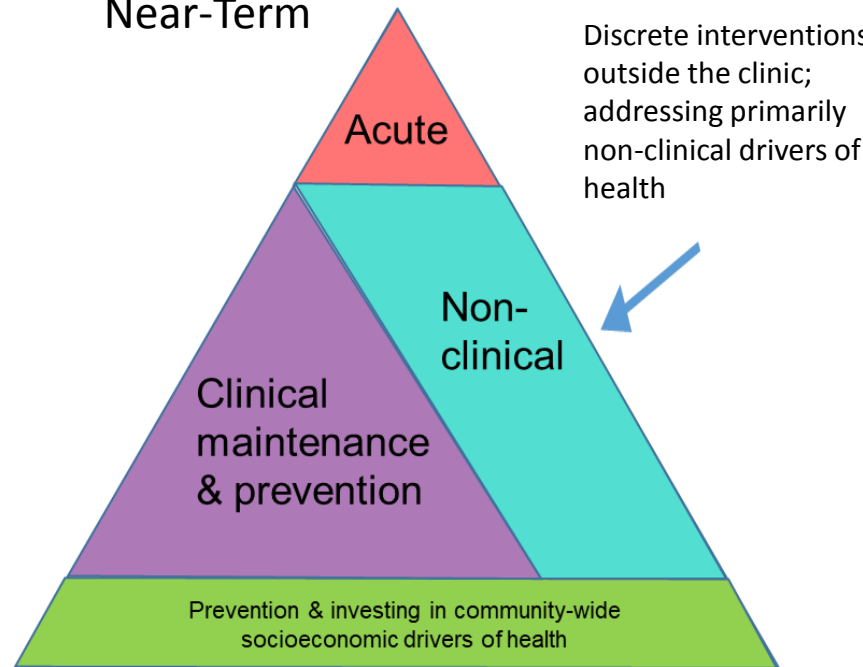 Near-Term
Discrete interventions
outside the clinic;
addressing primarily
non-clinical drivers of
health
Acute
Non-
clinical
Clinical
maintenance
& prevention
Prevention & investing in community-wide
socioeconomic drivers of health